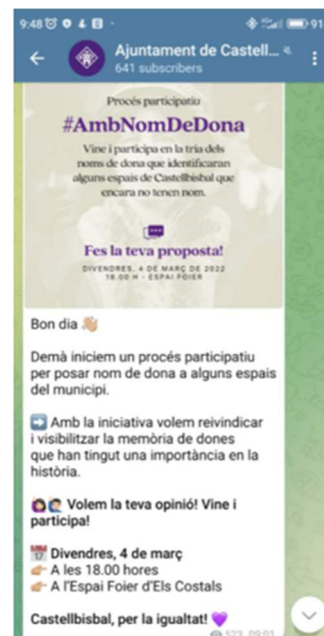 9:48
91
Ajuntament de Castell...
641 subscribers
Procés participatiu
#AmbNomDeDona
Vine i participa en la tria dels
noms de dona que identificaran
alguns espais de Castellbisbal que
encara no tenen nom.
Fes la teva proposta!
DIVENDRES, 4 DE MARÇ DE 2022
18.00 H - ESPAI FOIER
Bon dia 👋🏼
Demà iniciem un procés participatiu
per posar nom de dona a alguns espais
del municipi.
➡️ Amb la iniciativa volem reivindicar
i visibilitzar la memòria de dones
que han tingut una importància en la
història.
🙆‍♀️🙋 Volem la teva opinió! Vine i
participa!
📅 Divendres, 4 de març
👉🏼 A les 18.00 hores
👉🏼 A l'Espai Foier d'Els Costals
Castellbisbal, per la igualtat! 💜
573 09:01